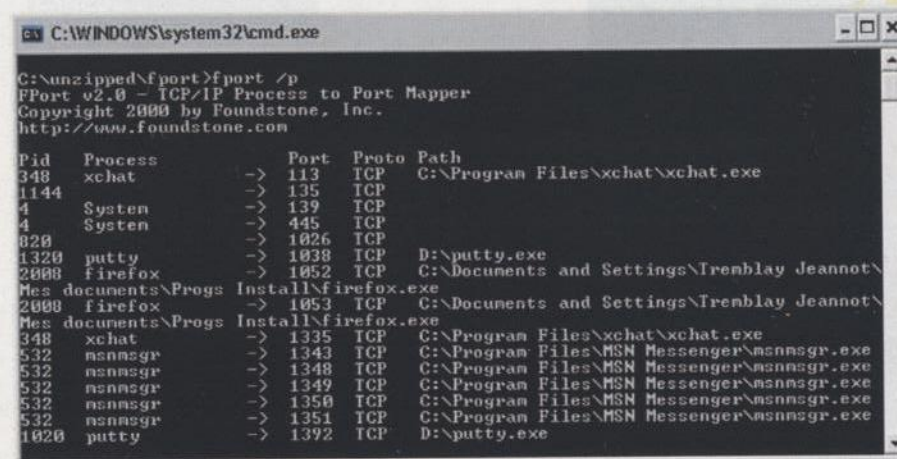 C:\WINDOWS\system32\cmd.exe
C:\unzipped\fport>fport /p
FPort v2.0 - TCP/IP Process to Port Mapper
Copyright 2000 by Foundstone, Inc.
http://www.foundstone.com
Pid Process Port Proto Path
348 xchat -> 113 TCP C:\Program Files\xchat\xchat.exe
1144 -> 135 TCP
4 System -> 139 TCP
4 System -> 445 TCP
820 -> 1026 TCP
1320 putty -> 1038 TCP D:\putty.exe
2008 firefox -> 1052 TCP C:\Documents and Settings\Tremblay Jeannot\
Mes documents\Progs Install\firefox.exe
2008 firefox -> 1053 TCP C:\Documents and Settings\Tremblay Jeannot\
Mes documents\Progs Install\firefox.exe
348 xchat -> 1335 TCP C:\Program Files\xchat\xchat.exe
532 msnmsgr -> 1343 TCP C:\Program Files\MSN Messenger\msnmsgr.exe
532 msnmsgr -> 1348 TCP C:\Program Files\MSN Messenger\msnmsgr.exe
532 msnmsgr -> 1349 TCP C:\Program Files\MSN Messenger\msnmsgr.exe
532 msnmsgr -> 1350 TCP C:\Program Files\MSN Messenger\msnmsgr.exe
532 msnmsgr -> 1351 TCP C:\Program Files\MSN Messenger\msnmsgr.exe
1020 putty -> 1392 TCP D:\putty.exe